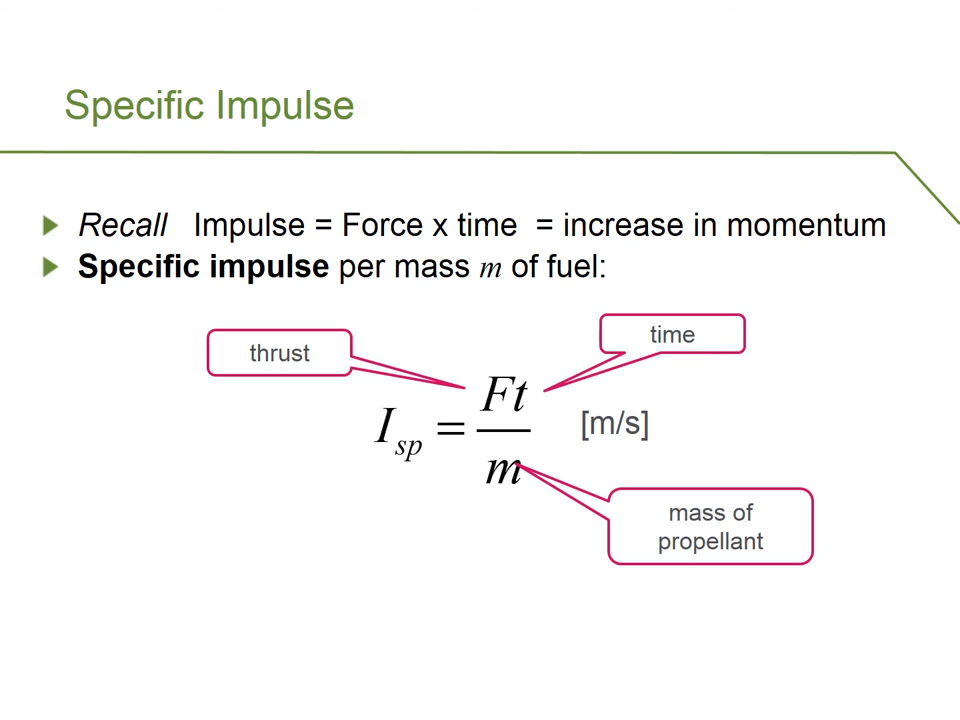 Specific Impulse
Recall Impulse = Force x time = increase in momentum
Specific impulse per mass m of fuel:
thrust
time
I_sp = Ft / m [m/s]
mass of
propellant